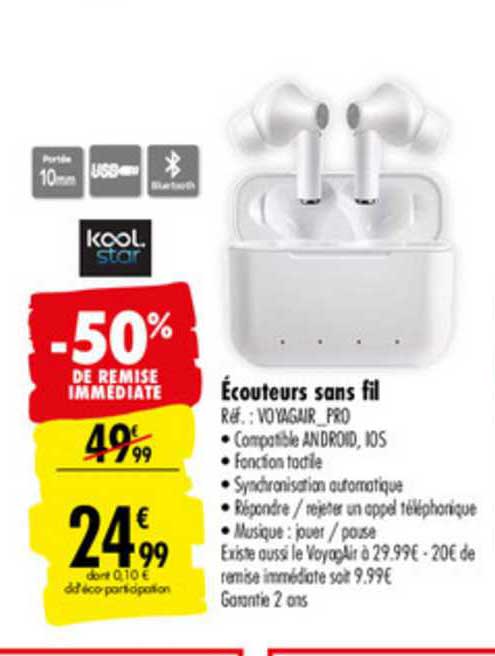 Portée
10mm
USB
Bluetooth
kool.
star
-50%
DE REMISE
IMMÉDIATE
49€99
24€99
dont 0,10 €
d'éco-participation
Écouteurs sans fil
Réf. : VOYAGAIR_PRO
• Compatible ANDROID, IOS
• Fonction tactile
• Synchronisation automatique
• Répondre / rejeter un appel téléphonique
• Musique : jouer / pause
Existe aussi le VoyagAir à 29.99€ - 20€ de
remise immédiate soit 9.99€
Garantie 2 ans